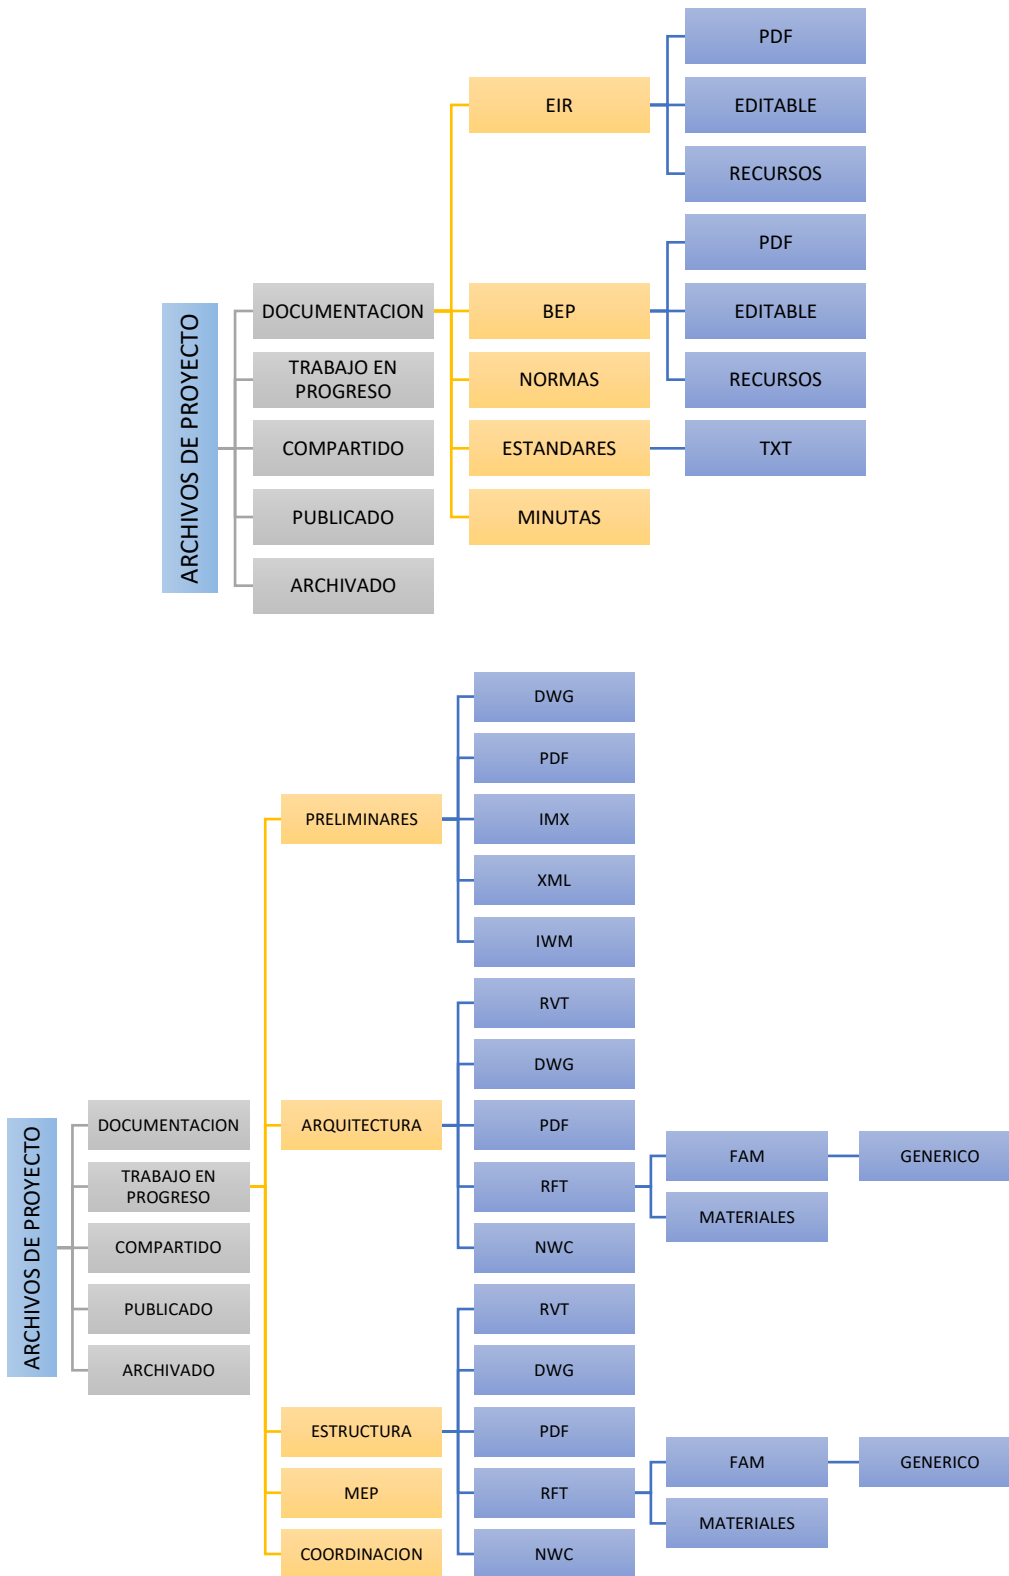 ARCHIVOS DE PROYECTO
DOCUMENTACION
TRABAJO EN
PROGRESO
COMPARTIDO
PUBLICADO
ARCHIVADO
EIR
BEP
NORMAS
ESTANDARES
MINUTAS
PDF
EDITABLE
RECURSOS
PDF
EDITABLE
RECURSOS
TXT
ARCHIVOS DE PROYECTO
DOCUMENTACION
TRABAJO EN
PROGRESO
COMPARTIDO
PUBLICADO
ARCHIVADO
PRELIMINARES
DWG
PDF
IMX
XML
IWM
ARQUITECTURA
RVT
DWG
PDF
RFT
FAM
GENERICO
MATERIALES
NWC
ESTRUCTURA
RVT
DWG
PDF
RFT
FAM
GENERICO
MATERIALES
NWC
MEP
COORDINACION